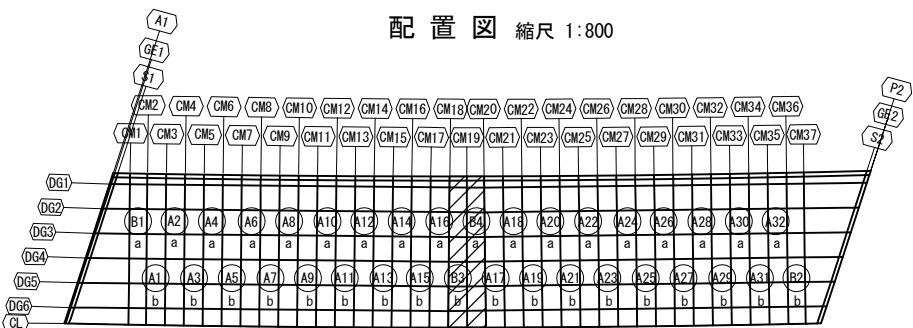 配置図 縮尺 1:800
A1
GE1
S1
P2
GE2
S2
CM2 CM4 CM6 CM8 CM10 CM12 CM14 CM16 CM18 CM20 CM22 CM24 CM26 CM28 CM30 CM32 CM34 CM36
CM1 CM3 CM5 CM7 CM9 CM11 CM13 CM15 CM17 CM19 CM21 CM23 CM25 CM27 CM29 CM31 CM33 CM35 CM37
DG1
DG2
DG3
DG4
DG5
DG6
CL
B1 A2 A4 A6 A8 A10 A12 A14 A16 B4 A18 A20 A22 A24 A26 A28 A30 A32
a a a a a a a a a a a a a a a a a a
A1 A3 A5 A7 A9 A11 A13 A15 B3 A17 A19 A21 A23 A25 A27 A29 A31 B2
b b b b b b b b b b b b b b b b b b